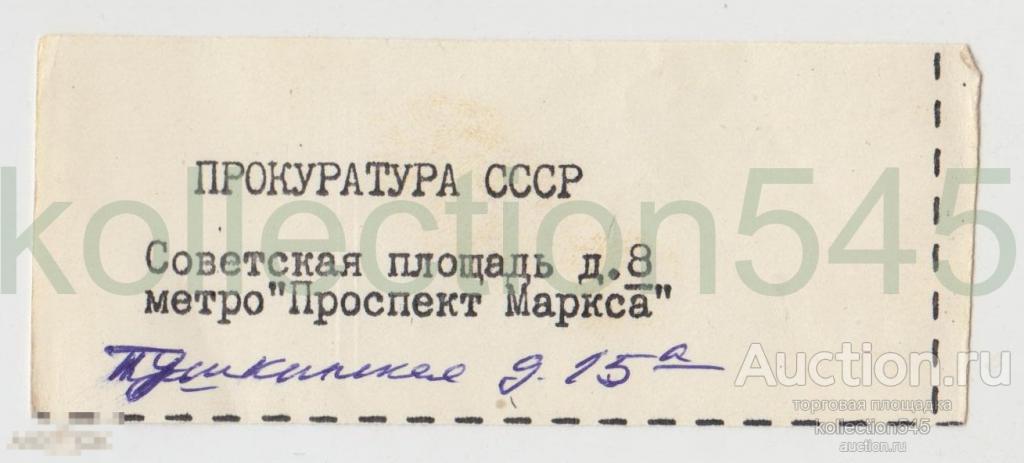 ПРОКУРАТУРА СССР
kollection545
Советская площадь д.8
метро"Проспект Маркса"
Пушкинская д. 15а
Auction.ru
торговая площадка
kollection545
auction.ru